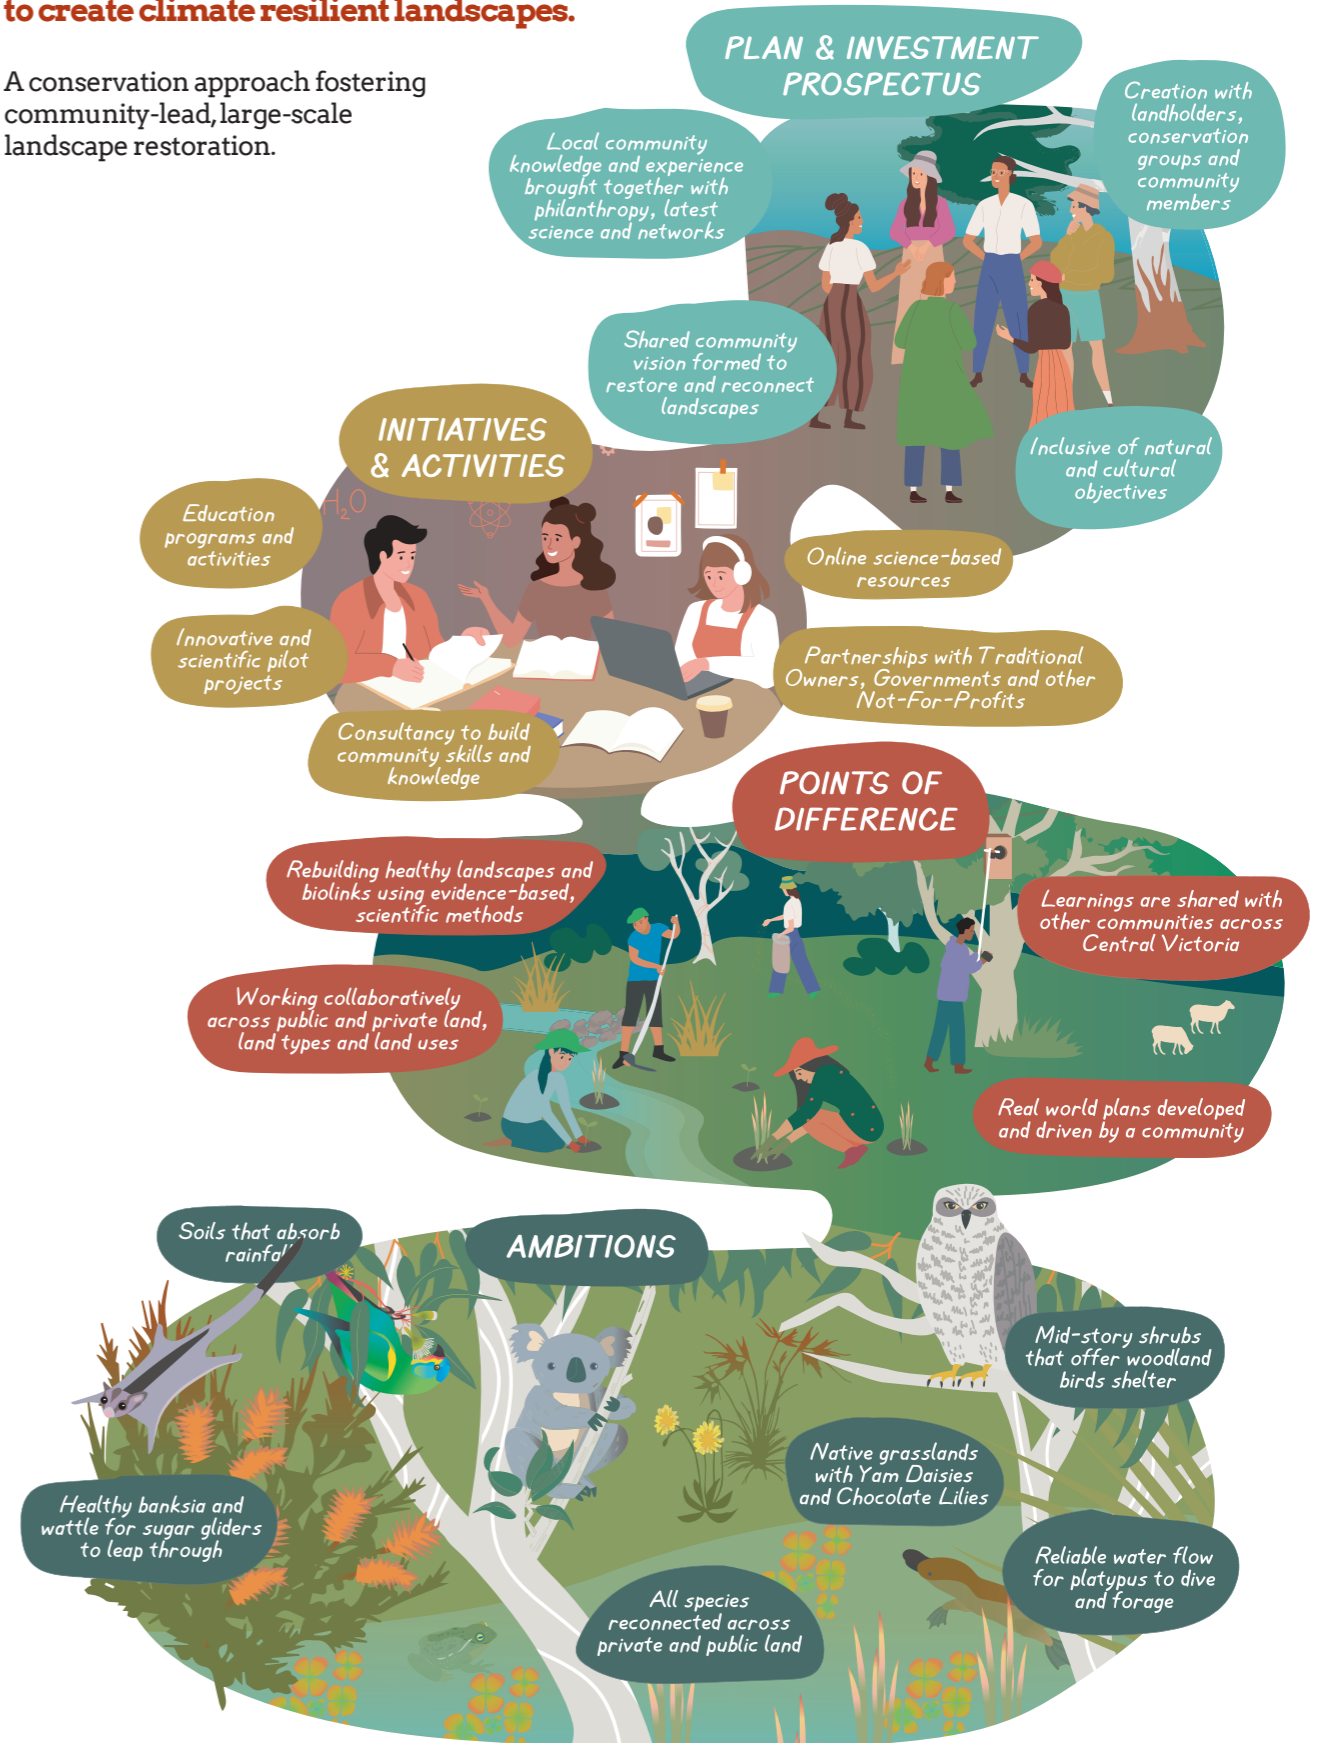 to create climate resilient landscapes.
A conservation approach fostering
community-lead, large-scale
landscape restoration.
PLAN & INVESTMENT
PROSPECTUS
Local community
knowledge and experience
brought together with
philanthropy, latest
science and networks
Creation with
landholders,
conservation
groups and
community
members
Shared community
vision formed to
restore and reconnect
landscapes
Inclusive of natural
and cultural
objectives
INITIATIVES
& ACTIVITIES
H₂O
Education
programs and
activities
Online science-based
resources
Innovative and
scientific pilot
projects
Partnerships with Traditional
Owners, Governments and other
Not-For-Profits
Consultancy to build
community skills and
knowledge
POINTS OF
DIFFERENCE
Rebuilding healthy landscapes and
biolinks using evidence-based,
scientific methods
Learnings are shared with
other communities across
Central Victoria
Working collaboratively
across public and private land,
land types and land uses
Real world plans developed
and driven by a community
AMBITIONS
Soils that absorb
rainfall
Mid-story shrubs
that offer woodland
birds shelter
Native grasslands
with Yam Daisies
and Chocolate Lilies
Healthy banksia and
wattle for sugar gliders
to leap through
Reliable water flow
for platypus to dive
and forage
All species
reconnected across
private and public land